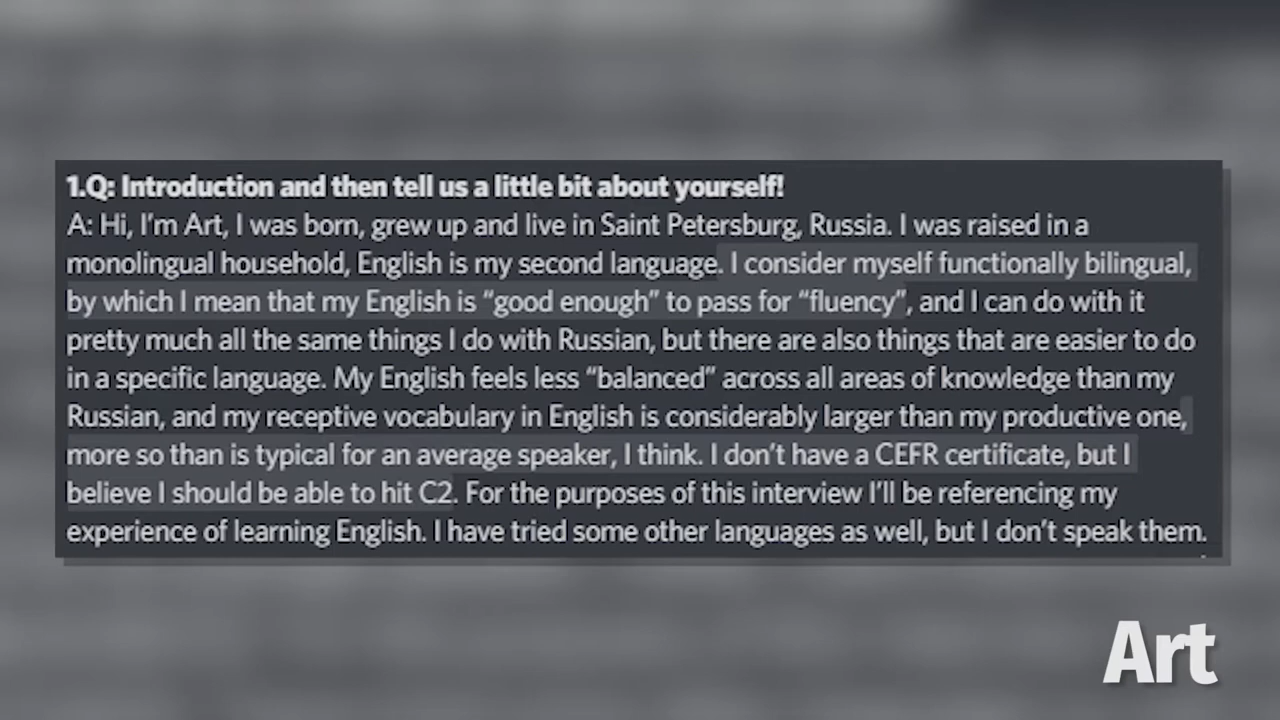 1.Q: Introduction and then tell us a little bit about yourself!
A: Hi, I'm Art, I was born, grew up and live in Saint Petersburg, Russia. I was raised in a
monolingual household, English is my second language. I consider myself functionally bilingual,
by which I mean that my English is “good enough” to pass for “fluency”, and I can do with it
pretty much all the same things I do with Russian, but there are also things that are easier to do
in a specific language. My English feels less “balanced” across all areas of knowledge than my
Russian, and my receptive vocabulary in English is considerably larger than my productive one,
more so than is typical for an average speaker, I think. I don't have a CEFR certificate, but I
believe I should be able to hit C2. For the purposes of this interview I'll be referencing my
experience of learning English. I have tried some other languages as well, but I don't speak them.
Art